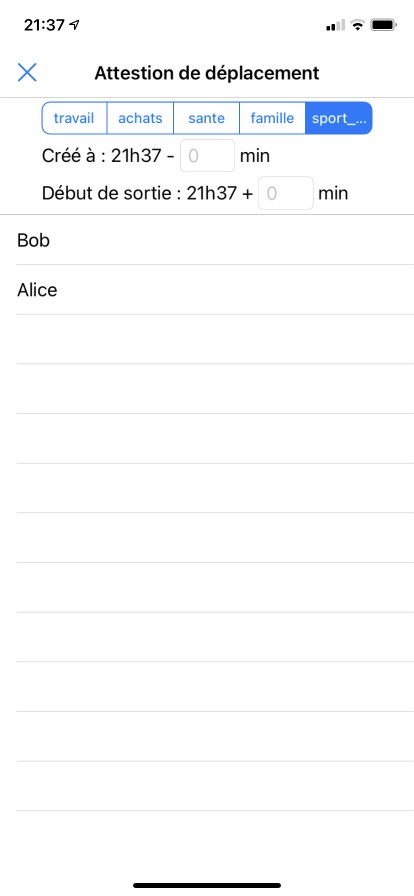 21:37
Attestion de déplacement
travail achats sante famille sport_...
Créé à : 21h37 - 0 min
Début de sortie : 21h37 + 0 min
Bob
Alice